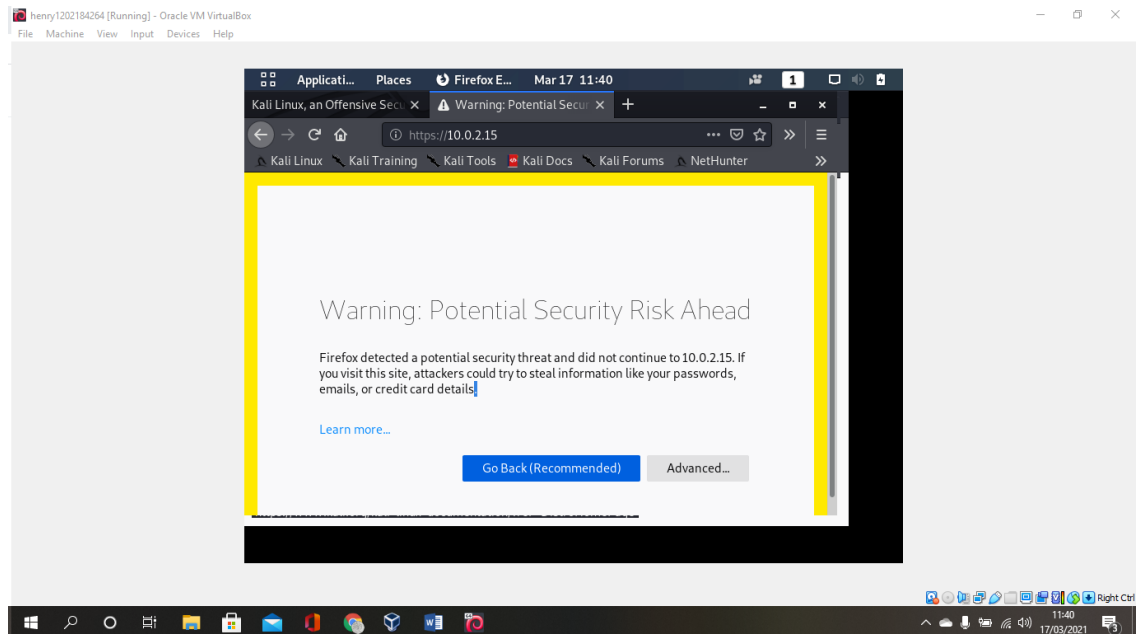 henry1202184264 [Running] - Oracle VM VirtualBox
File Machine View Input Devices Help
Applicati... Places Firefox E... Mar 17 11:40 1
Kali Linux, an Offensive Secu Warning: Potential Secur
https://10.0.2.15
Kali Linux Kali Training Kali Tools Kali Docs Kali Forums NetHunter
Warning: Potential Security Risk Ahead
Firefox detected a potential security threat and did not continue to 10.0.2.15. If
you visit this site, attackers could try to steal information like your passwords,
emails, or credit card details.
Learn more...
Go Back (Recommended) Advanced...
Right Ctrl
11:40
17/03/2021
3